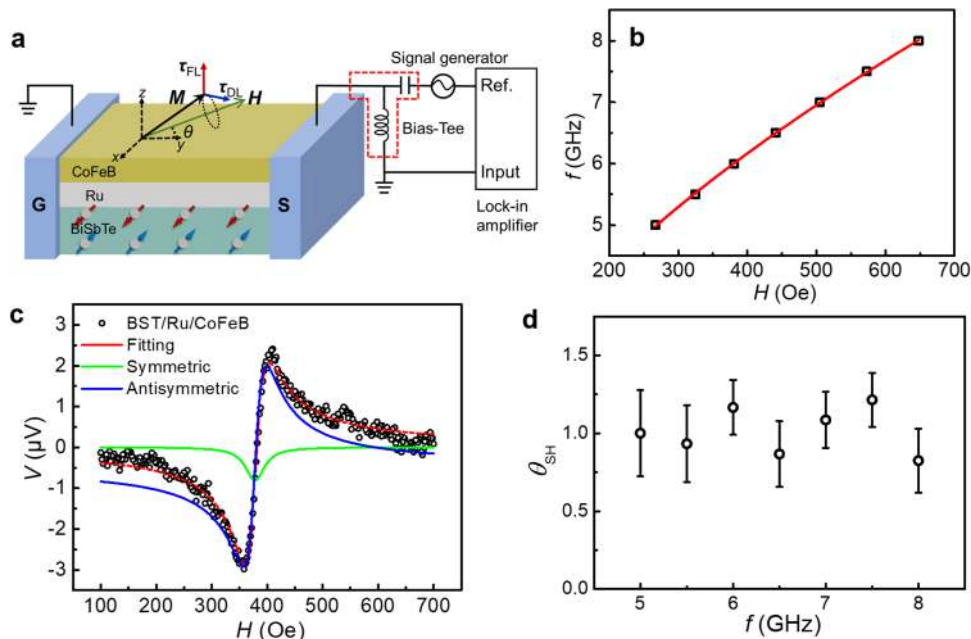 a
τFL
τDL
M
H
z
θ
x
y
CoFeB
Ru
BiSbTe
G
S
Signal generator
Ref.
Bias-Tee
Input
Lock-in
amplifier
b
8
7
6
5
f (GHz)
200 300 400 500 600 700
H (Oe)
c
BST/Ru/CoFeB
Fitting
Symmetric
Antisymmetric
3
2
1
0
-1
-2
-3
V (μV)
100 200 300 400 500 600 700
H (Oe)
d
1.5
1.0
0.5
0.0
θSH
5 6 7 8
f (GHz)